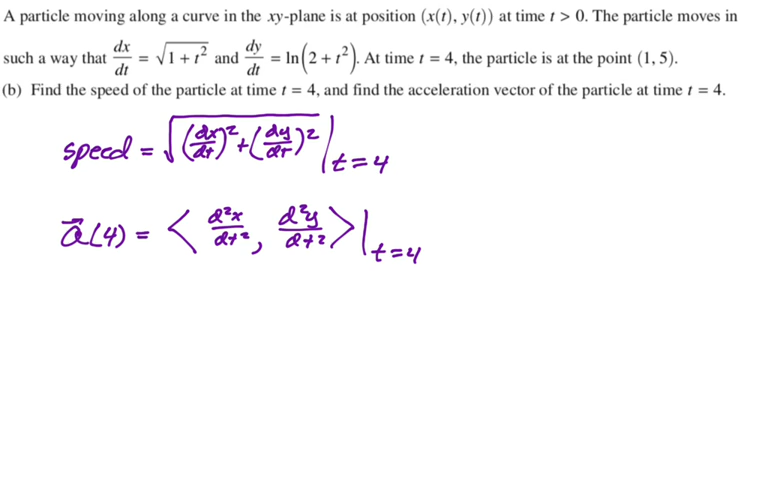 A particle moving along a curve in the xy-plane is at position (x(t), y(t)) at time t > 0. The particle moves in
such a way that dx/dt = √(1 + t²) and dy/dt = ln(2 + t²). At time t = 4, the particle is at the point (1, 5).
(b) Find the speed of the particle at time t = 4, and find the acceleration vector of the particle at time t = 4.
speed = √((dx/dt)² + (dy/dt)²) |t=4
a⃗(4) = < d²x/dt², d²y/dt² > |t=4